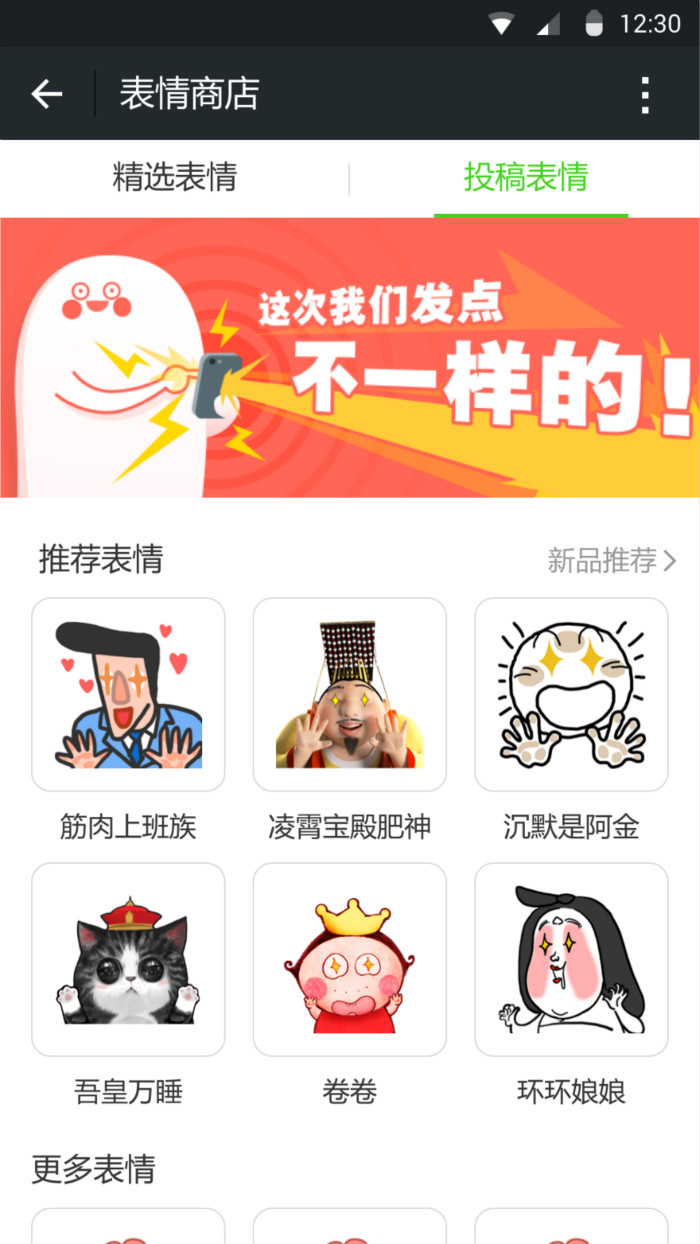 12:30
表情商店
精选表情
投稿表情
这次我们发点
不一样的!
推荐表情
新品推荐
筋肉上班族
凌霄宝殿肥神
沉默是阿金
吾皇万睡
卷卷
环环娘娘
更多表情